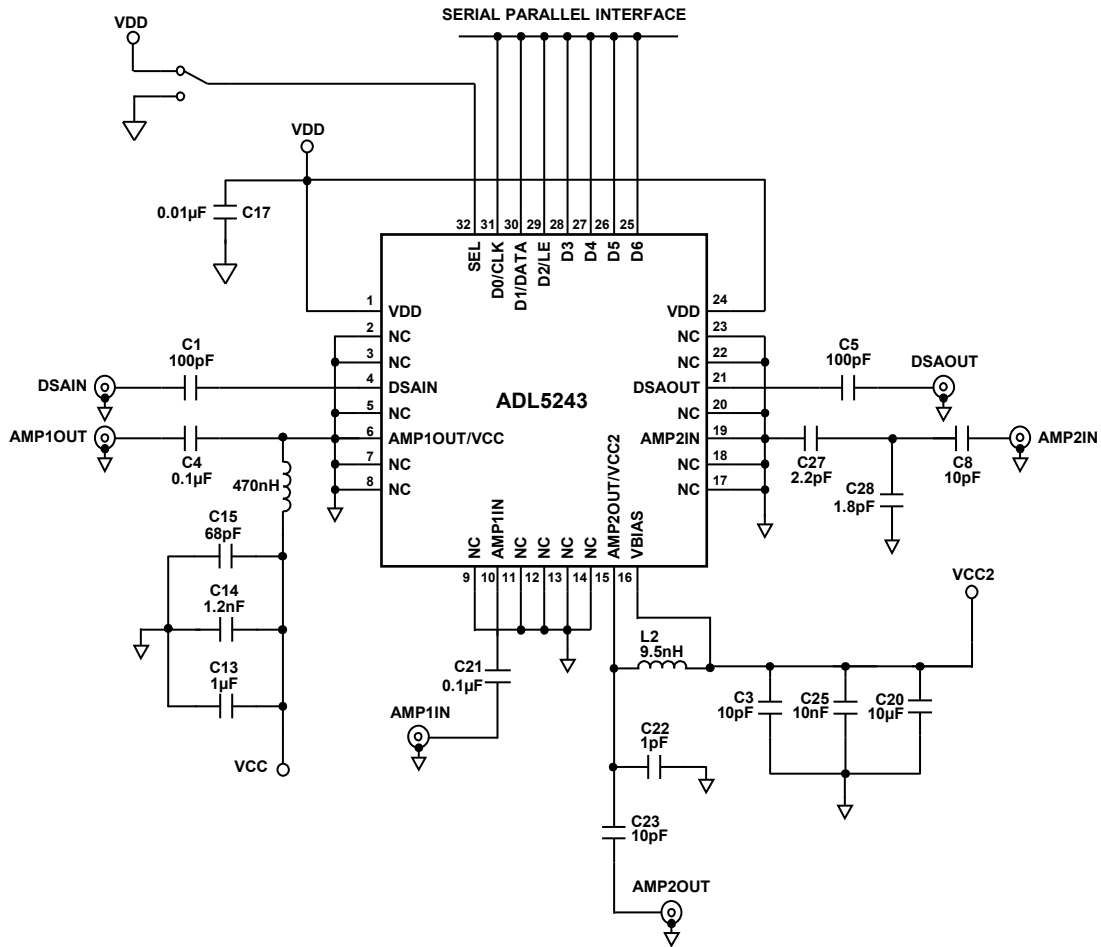 SERIAL PARALLEL INTERFACE
VDD
VDD
0.01µF
C17
32
31
30
29
28
27
26
25
SEL
D0/CLK
D1/DATA
D2/LE
D3
D4
D5
D6
1
VDD
2
NC
3
NC
4
DSAIN
5
NC
6
AMP1OUT/VCC
7
NC
8
NC
24
VDD
23
NC
22
NC
21
DSAOUT
20
NC
19
AMP2IN
18
NC
17
NC
ADL5243
C1
100pF
DSAIN
AMP1OUT
C4
0.1µF
470nH
C15
68pF
C14
1.2nF
C13
1µF
VCC
C5
100pF
DSAOUT
AMP2IN
C27
2.2pF
C8
10pF
C28
1.8pF
NC
AMP1IN
NC
NC
NC
NC
AMP2OUT/VCC2
VBIAS
9
10
11
12
13
14
15
16
C21
0.1µF
AMP1IN
L2
9.5nH
VCC2
C3
10pF
C25
10nF
C20
10µF
C22
1pF
C23
10pF
AMP2OUT